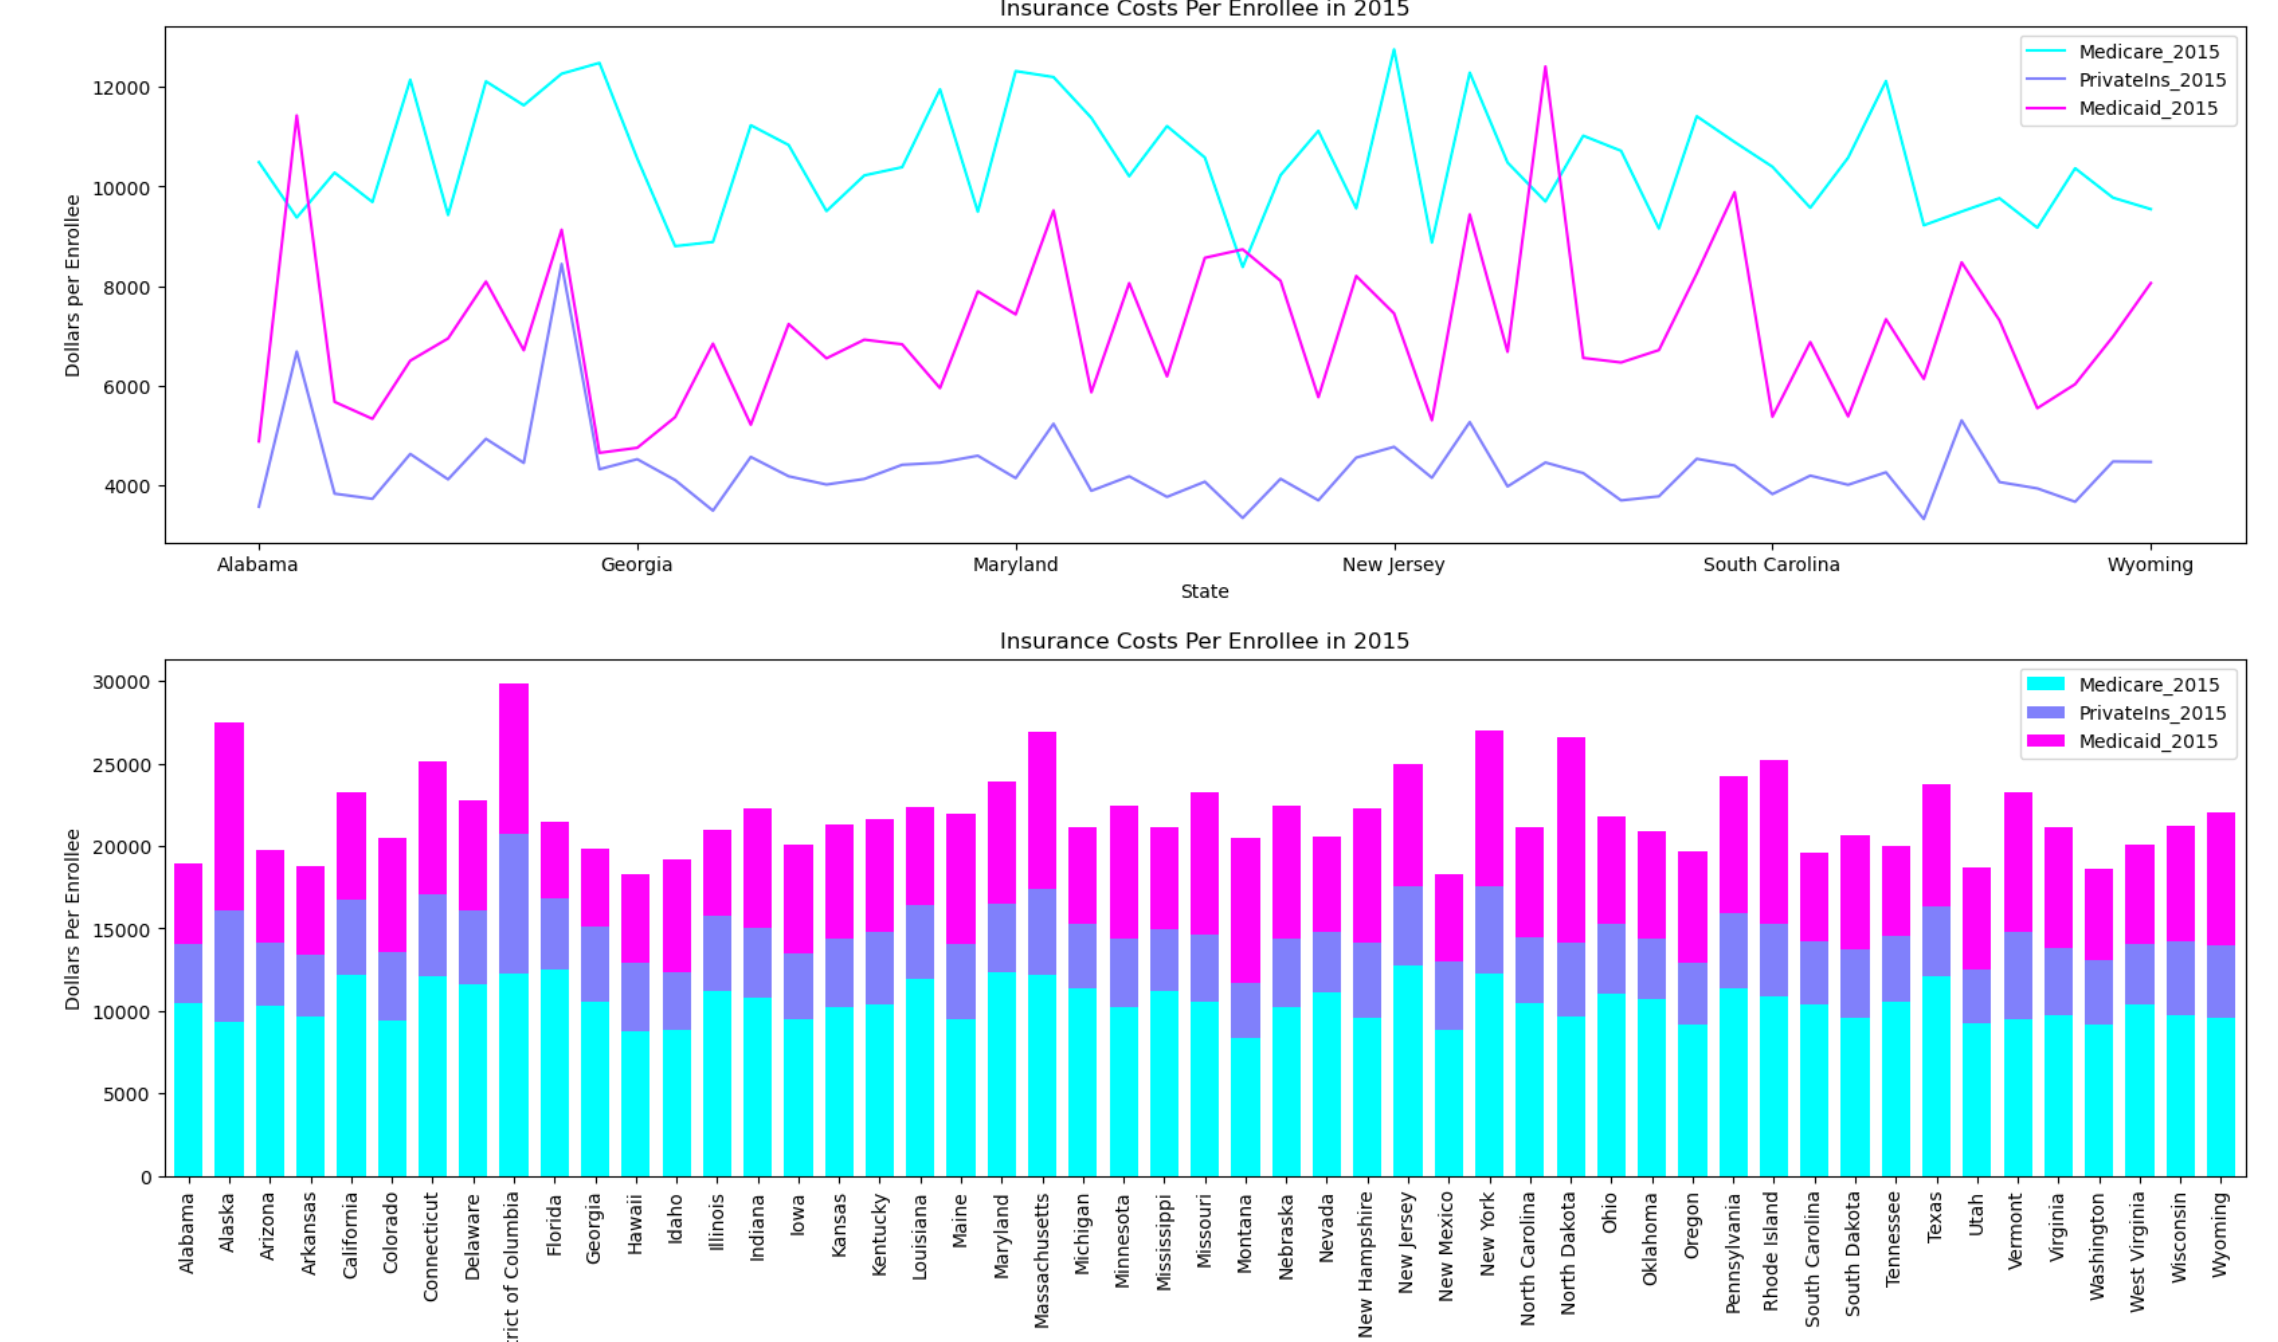 Insurance Costs Per Enrollee in 2015
Medicare_2015
PrivateIns_2015
Medicaid_2015
12000
10000
8000
6000
4000
Dollars per Enrollee
Alabama
Georgia
Maryland
New Jersey
South Carolina
Wyoming
State
Insurance Costs Per Enrollee in 2015
Medicare_2015
PrivateIns_2015
Medicaid_2015
30000
25000
20000
15000
10000
5000
0
Dollars Per Enrollee
Alabama
Alaska
Arizona
Arkansas
California
Colorado
Connecticut
Delaware
trict of Columbia
Florida
Georgia
Hawaii
Idaho
Illinois
Indiana
Iowa
Kansas
Kentucky
Louisiana
Maine
Maryland
Massachusetts
Michigan
Minnesota
Mississippi
Missouri
Montana
Nebraska
Nevada
New Hampshire
New Jersey
New Mexico
New York
North Carolina
North Dakota
Ohio
Oklahoma
Oregon
Pennsylvania
Rhode Island
South Carolina
South Dakota
Tennessee
Texas
Utah
Vermont
Virginia
Washington
West Virginia
Wisconsin
Wyoming